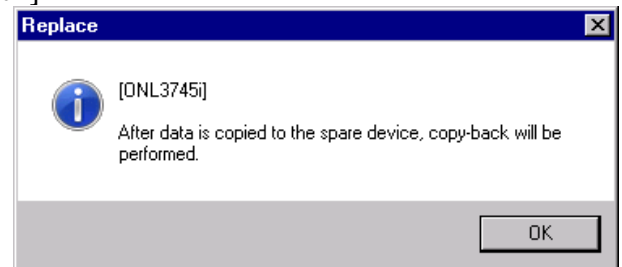 Replace
[ONL3745i]
After data is copied to the spare device, copy-back will be
performed.
OK